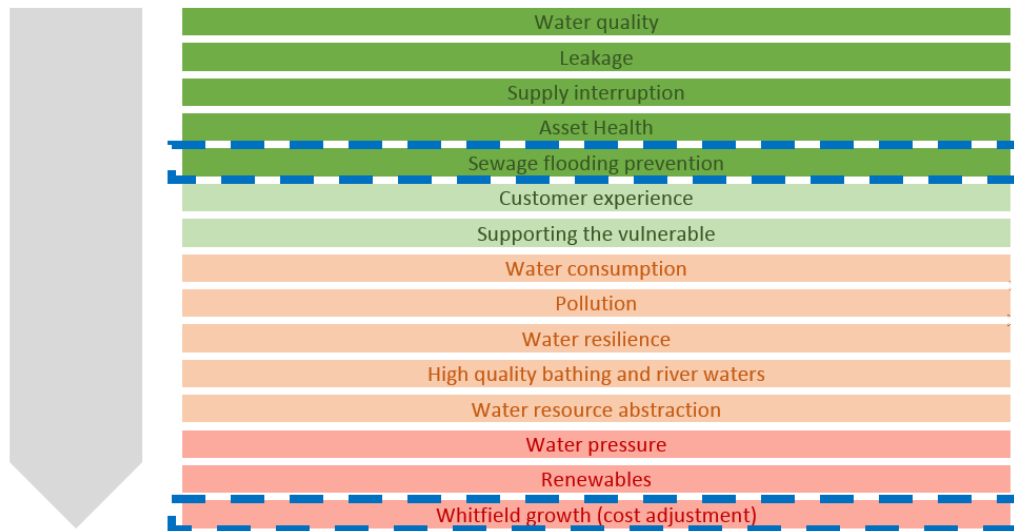 Water quality
Leakage
Supply interruption
Asset Health
Sewage flooding prevention
Customer experience
Supporting the vulnerable
Water consumption
Pollution
Water resilience
High quality bathing and river waters
Water resource abstraction
Water pressure
Renewables
Whitfield growth (cost adjustment)